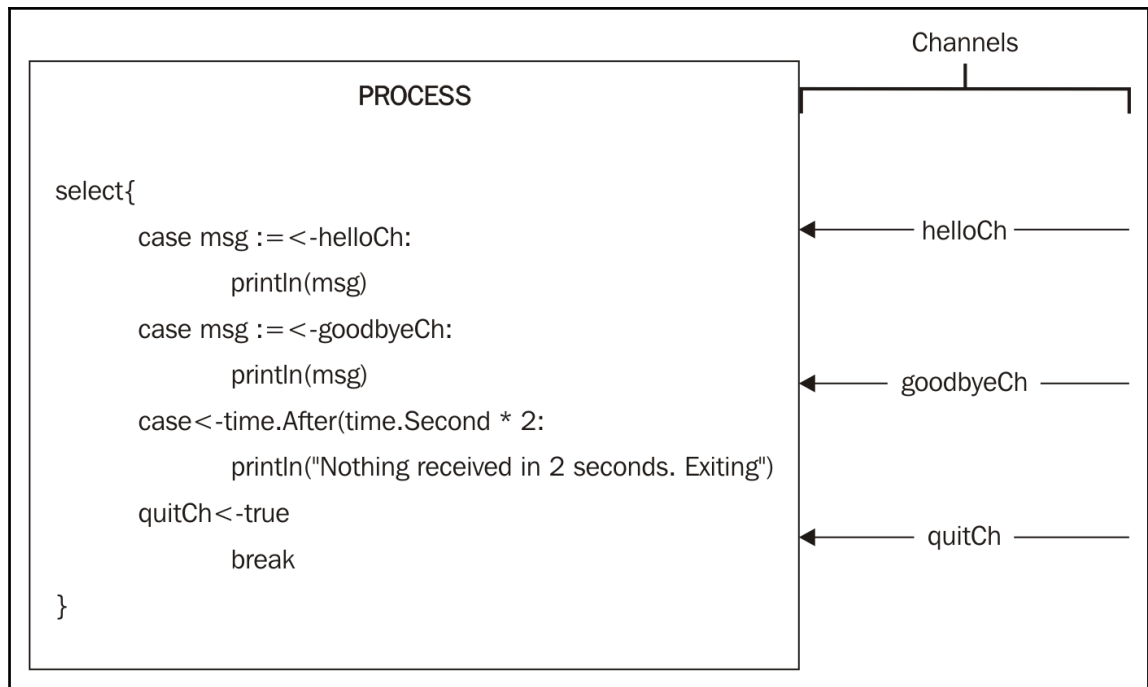 Channels
PROCESS
select{
case msg :=<-helloCh:
println(msg)
case msg :=<-goodbyeCh:
println(msg)
case<-time.After(time.Second * 2:
println("Nothing received in 2 seconds. Exiting")
quitCh<-true
break
}
helloCh
goodbyeCh
quitCh